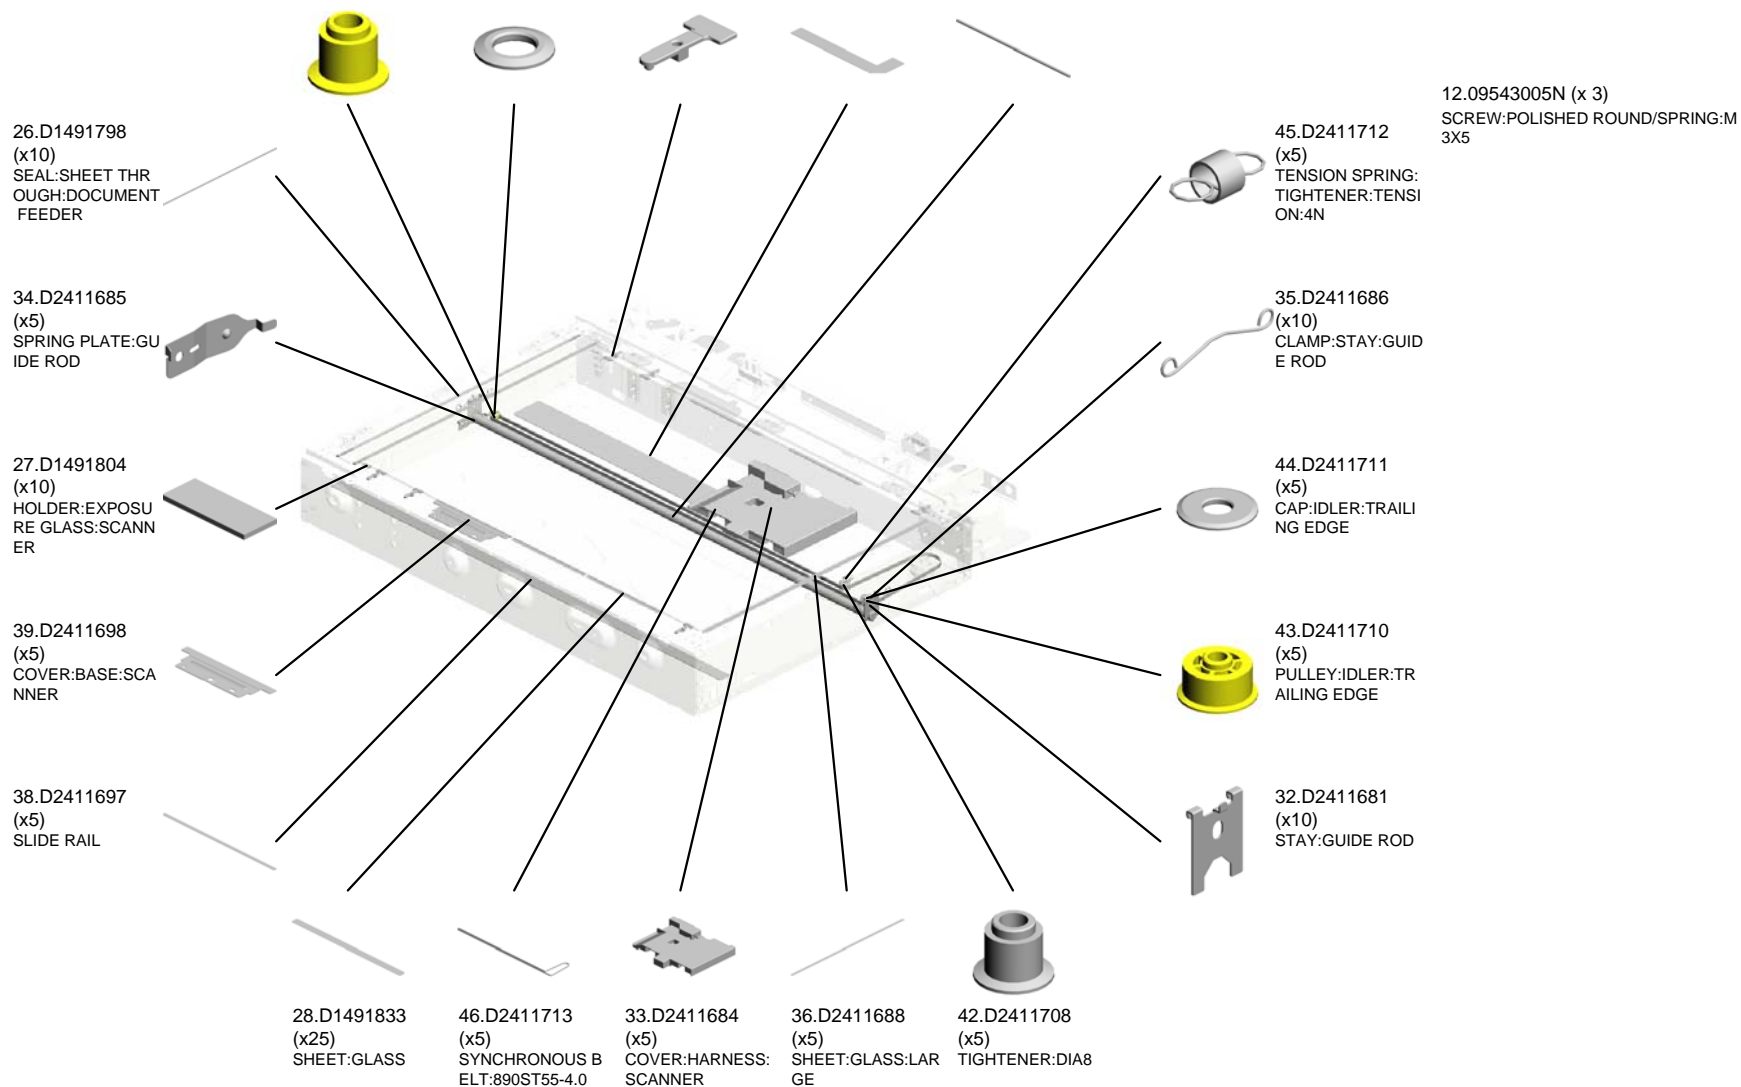 26.D1491798
(x10)
SEAL:SHEET THR
OUGH:DOCUMENT
FEEDER
34.D2411685
(x5)
SPRING PLATE:GU
IDE ROD
27.D1491804
(x10)
HOLDER:EXPOSU
RE GLASS:SCANN
ER
39.D2411698
(x5)
COVER:BASE:SCA
NNER
38.D2411697
(x5)
SLIDE RAIL
28.D1491833
(x25)
SHEET:GLASS
46.D2411713
(x5)
SYNCHRONOUS B
ELT:890ST55-4.0
33.D2411684
(x5)
COVER:HARNESS:
SCANNER
36.D2411688
(x5)
SHEET:GLASS:LAR
GE
42.D2411708
(x5)
TIGHTENER:DIA8
45.D2411712
(x5)
TENSION SPRING:
TIGHTENER:TENSI
ON:4N
35.D2411686
(x10)
CLAMP:STAY:GUID
E ROD
44.D2411711
(x5)
CAP:IDLER:TRAILI
NG EDGE
43.D2411710
(x5)
PULLEY:IDLER:TR
AILING EDGE
32.D2411681
(x10)
STAY:GUIDE ROD
12.09543005N (x 3)
SCREW:POLISHED ROUND/SPRING:M
3X5